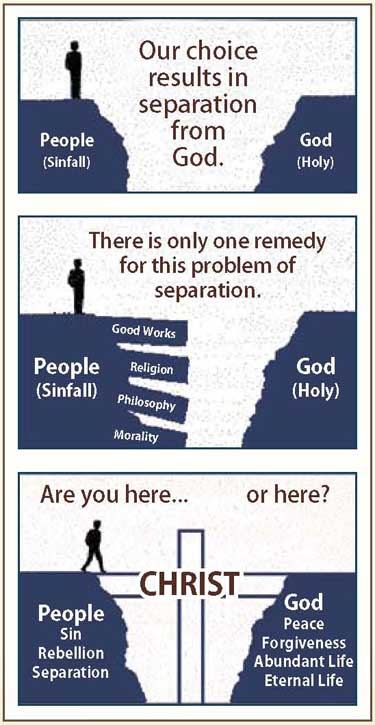 Our choice
results in
separation
from
God.
People
(Sinfall)
God
(Holy)
There is only one remedy
for this problem of
separation.
Good Works
Religion
Philosophy
Morality
People
(Sinfall)
God
(Holy)
Are you here... or here?
CHRIST
People
Sin
Rebellion
Separation
God
Peace
Forgiveness
Abundant Life
Eternal Life